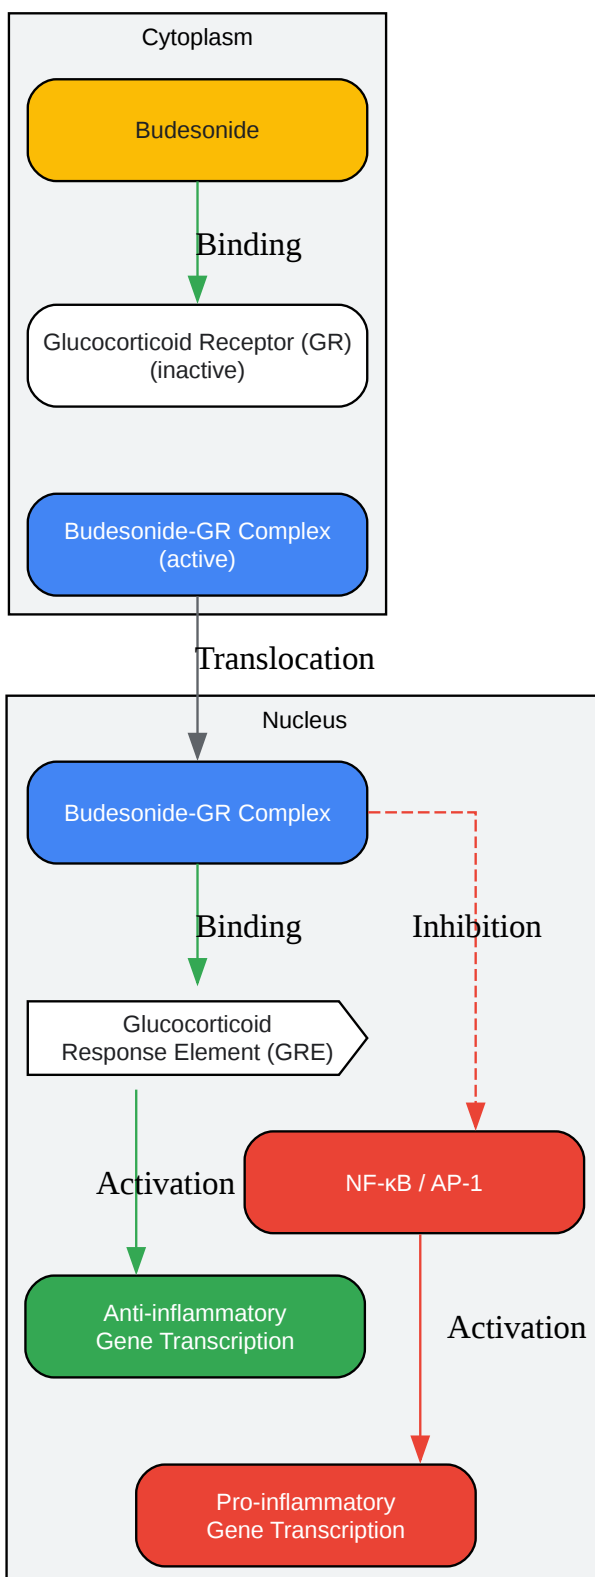 Cytoplasm
Budesonide
Binding
Glucocorticoid Receptor (GR)
(inactive)
Budesonide-GR Complex
(active)
Translocation
Nucleus
Budesonide-GR Complex
Binding
Inhibition
Glucocorticoid
Response Element (GRE)
Activation
NF-κB / AP-1
Anti-inflammatory
Gene Transcription
Activation
Pro-inflammatory
Gene Transcription